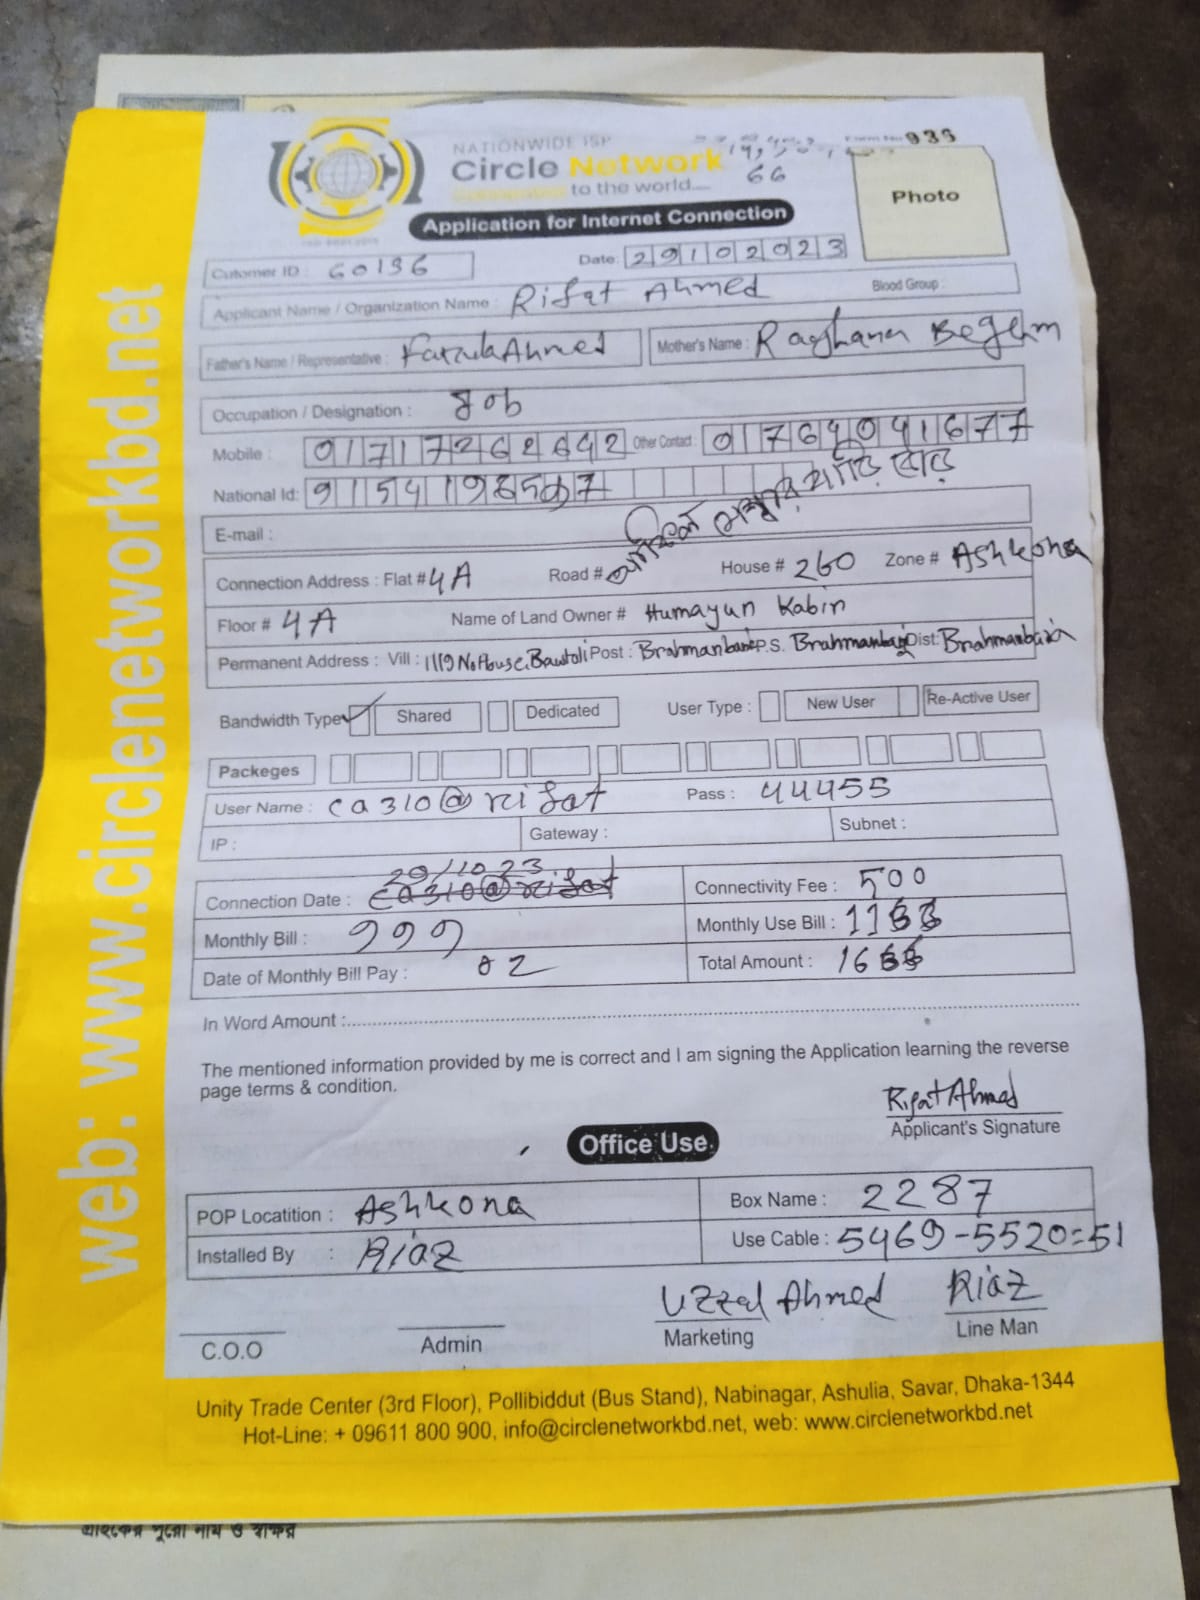 NATIONWIDE ISP
Circle Network
to the world....
66
Form No: 935
Photo
Application for Internet Connection
Cutomer ID : 60136 Date: 29102023
Applicant Name / Organization Name : Rifat Ahmed Blood Group :
Father's Name / Representative : Ahmed Mother's Name : Begum
Occupation / Designation : Job
Mobile : 01717262642 Other Contact : 01764041677
National Id:
E-mail :
Connection Address : Flat # 4A Road # House # 260 Zone # Ashkona
Floor # 4A Name of Land Owner # Humayun Kabir
Permanent Address : Vill : 1119 No House, Post : P.S. Dist: Brahmanbaria
Bandwidth Type Shared Dedicated User Type : New User Re-Active User
Packeges
User Name : ca310@rifat Pass : 44455
IP : Gateway : Subnet :
29/10.23
Connection Date : ca310@rifat Connectivity Fee : 500
Monthly Bill : 999 Monthly Use Bill :
Date of Monthly Bill Pay : 02 Total Amount :
In Word Amount :
The mentioned information provided by me is correct and I am signing the Application learning the reverse
page terms & condition.
Rifat Ahmed
Applicant's Signature
Office Use
POP Locatition : Ashkona Box Name : 2287
Installed By : Riaz Use Cable : 5469-5520=51
Uzzal Ahmed Riaz
C.O.O Admin Marketing Line Man
Unity Trade Center (3rd Floor), Pollibiddut (Bus Stand), Nabinagar, Ashulia, Savar, Dhaka-1344
Hot-Line: + 09611 800 900, info@circlenetworkbd.net, web: www.circlenetworkbd.net
web: www.circlenetworkbd.net
গ্রাহকের পুরো নাম ও স্বাক্ষর